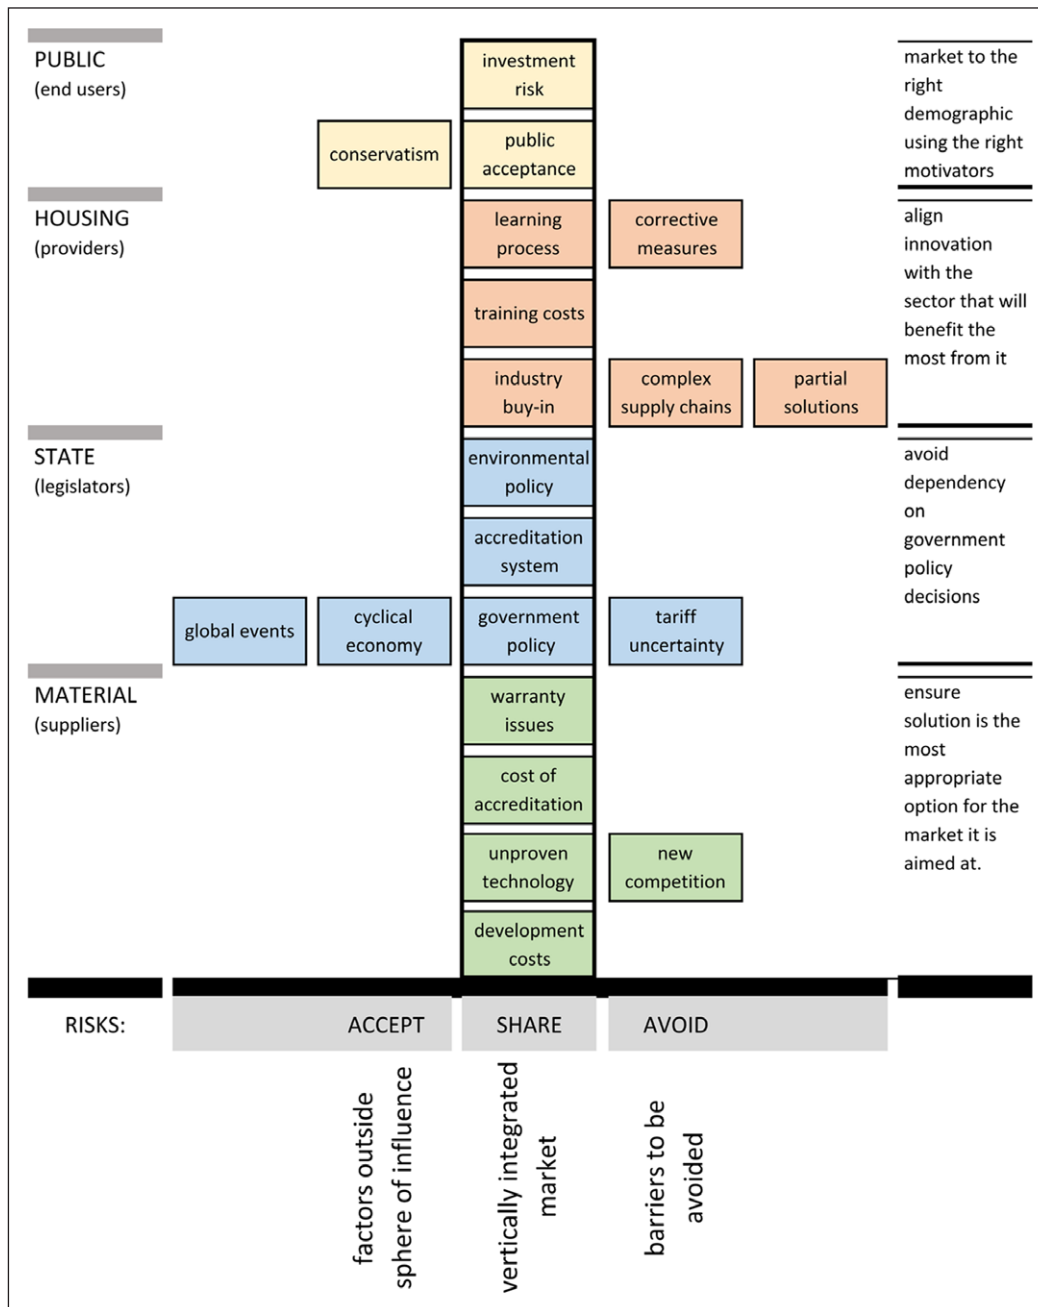 PUBLIC
(end users)
investment
risk
conservatism
public
acceptance
market to the
right
demographic
using the right
motivators
HOUSING
(providers)
learning
process
corrective
measures
training costs
industry
buy-in
complex
supply chains
partial
solutions
align
innovation
with the
sector that will
benefit the
most from it
STATE
(legislators)
environmental
policy
accreditation
system
global events
cyclical
economy
government
policy
tariff
uncertainty
avoid
dependency
on
government
policy
decisions
MATERIAL
(suppliers)
warranty
issues
cost of
accreditation
unproven
technology
new
competition
development
costs
ensure
solution is the
most
appropriate
option for the
market it is
aimed at.
RISKS:
ACCEPT
SHARE
AVOID
factors outside
sphere of influence
vertically integrated
market
barriers to be
avoided